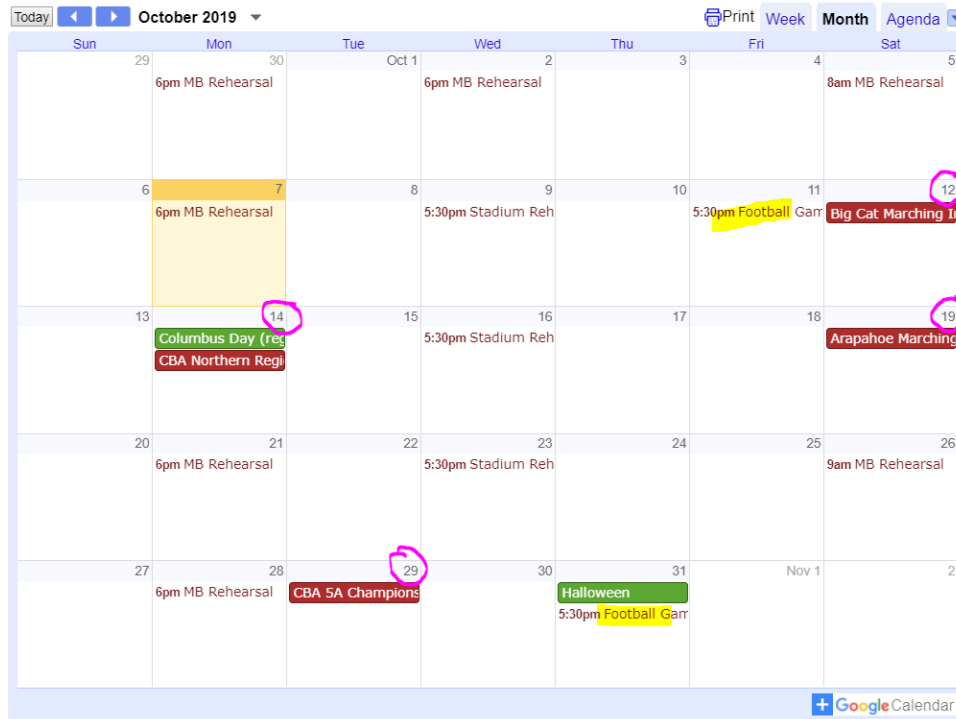 Today October 2019 Print Week Month Agenda
Sun Mon Tue Wed Thu Fri Sat
29 30 Oct 1 2 3 4 5
6pm MB Rehearsal 6pm MB Rehearsal 8am MB Rehearsal
6 7 8 9 10 11 12
6pm MB Rehearsal 5:30pm Stadium Reh 5:30pm Football Gam Big Cat Marching In
13 14 15 16 17 18 19
Columbus Day (reg 5:30pm Stadium Reh Arapahoe Marching
CBA Northern Regi
20 21 22 23 24 25 26
6pm MB Rehearsal 5:30pm Stadium Reh 9am MB Rehearsal
27 28 29 30 31 Nov 1 2
6pm MB Rehearsal CBA 5A Champions Halloween
5:30pm Football Gam
+ Google Calendar